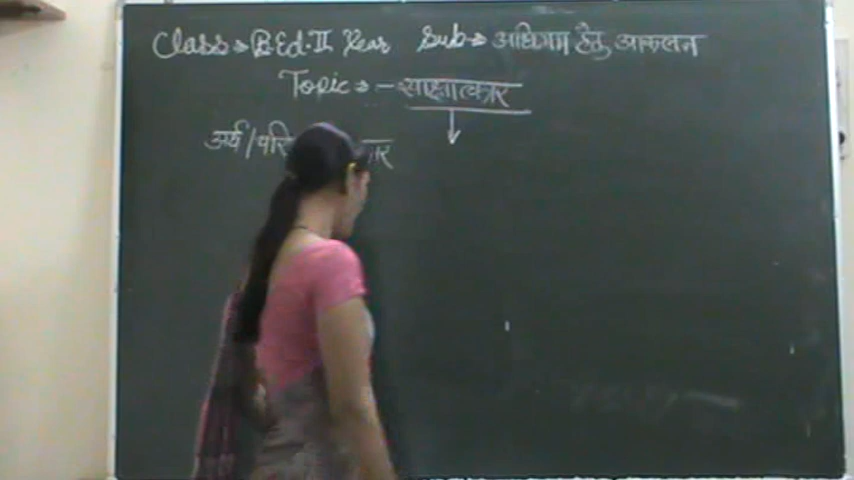 Class → B.Ed. II Year Sub → अधिगम हेतु आकलन
Topic → - साक्षात्कार
अर्थ/परि